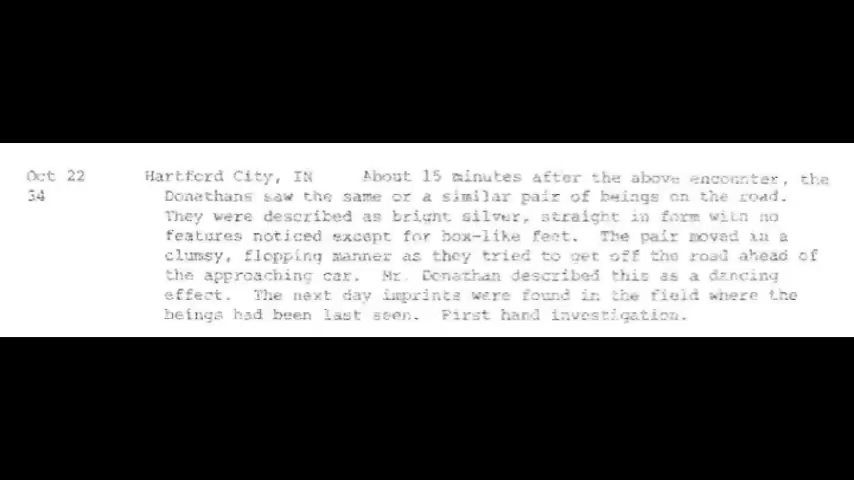 Oct 22 Hartford City, IN About 15 minutes after the above encounter, the
34 Donathans saw the same or a similar pair of beings on the road.
They were described as bright silver, straight in form with no
features noticed except for box-like feet. The pair moved in a
clumsy, flopping manner as they tried to get off the road ahead of
the approaching car. Mr. Donathan described this as a dancing
effect. The next day imprints were found in the field where the
beings had been last seen. First hand investigation.